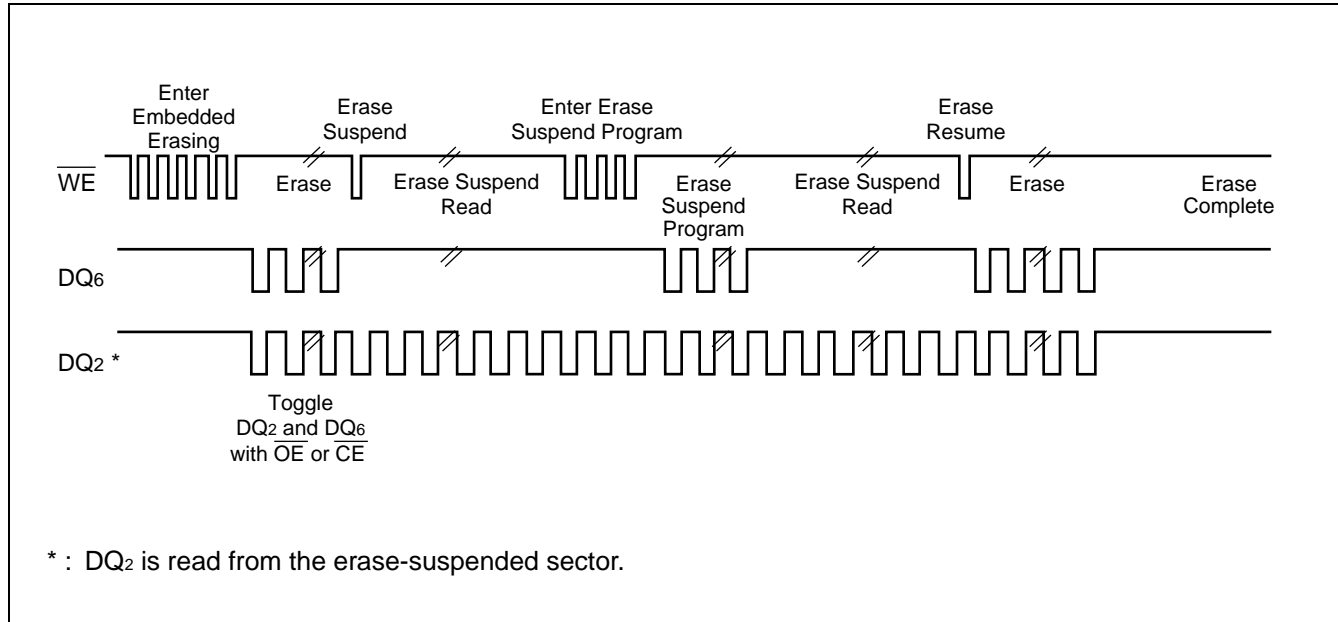 Enter
Embedded
Erasing
Erase
Suspend
Enter Erase
Suspend Program
Erase
Resume
WE
Erase
Erase Suspend
Read
Erase
Suspend
Program
Erase Suspend
Read
Erase
Erase
Complete
DQ6
DQ2 *
Toggle
DQ2 and DQ6
with OE or CE
* : DQ2 is read from the erase-suspended sector.